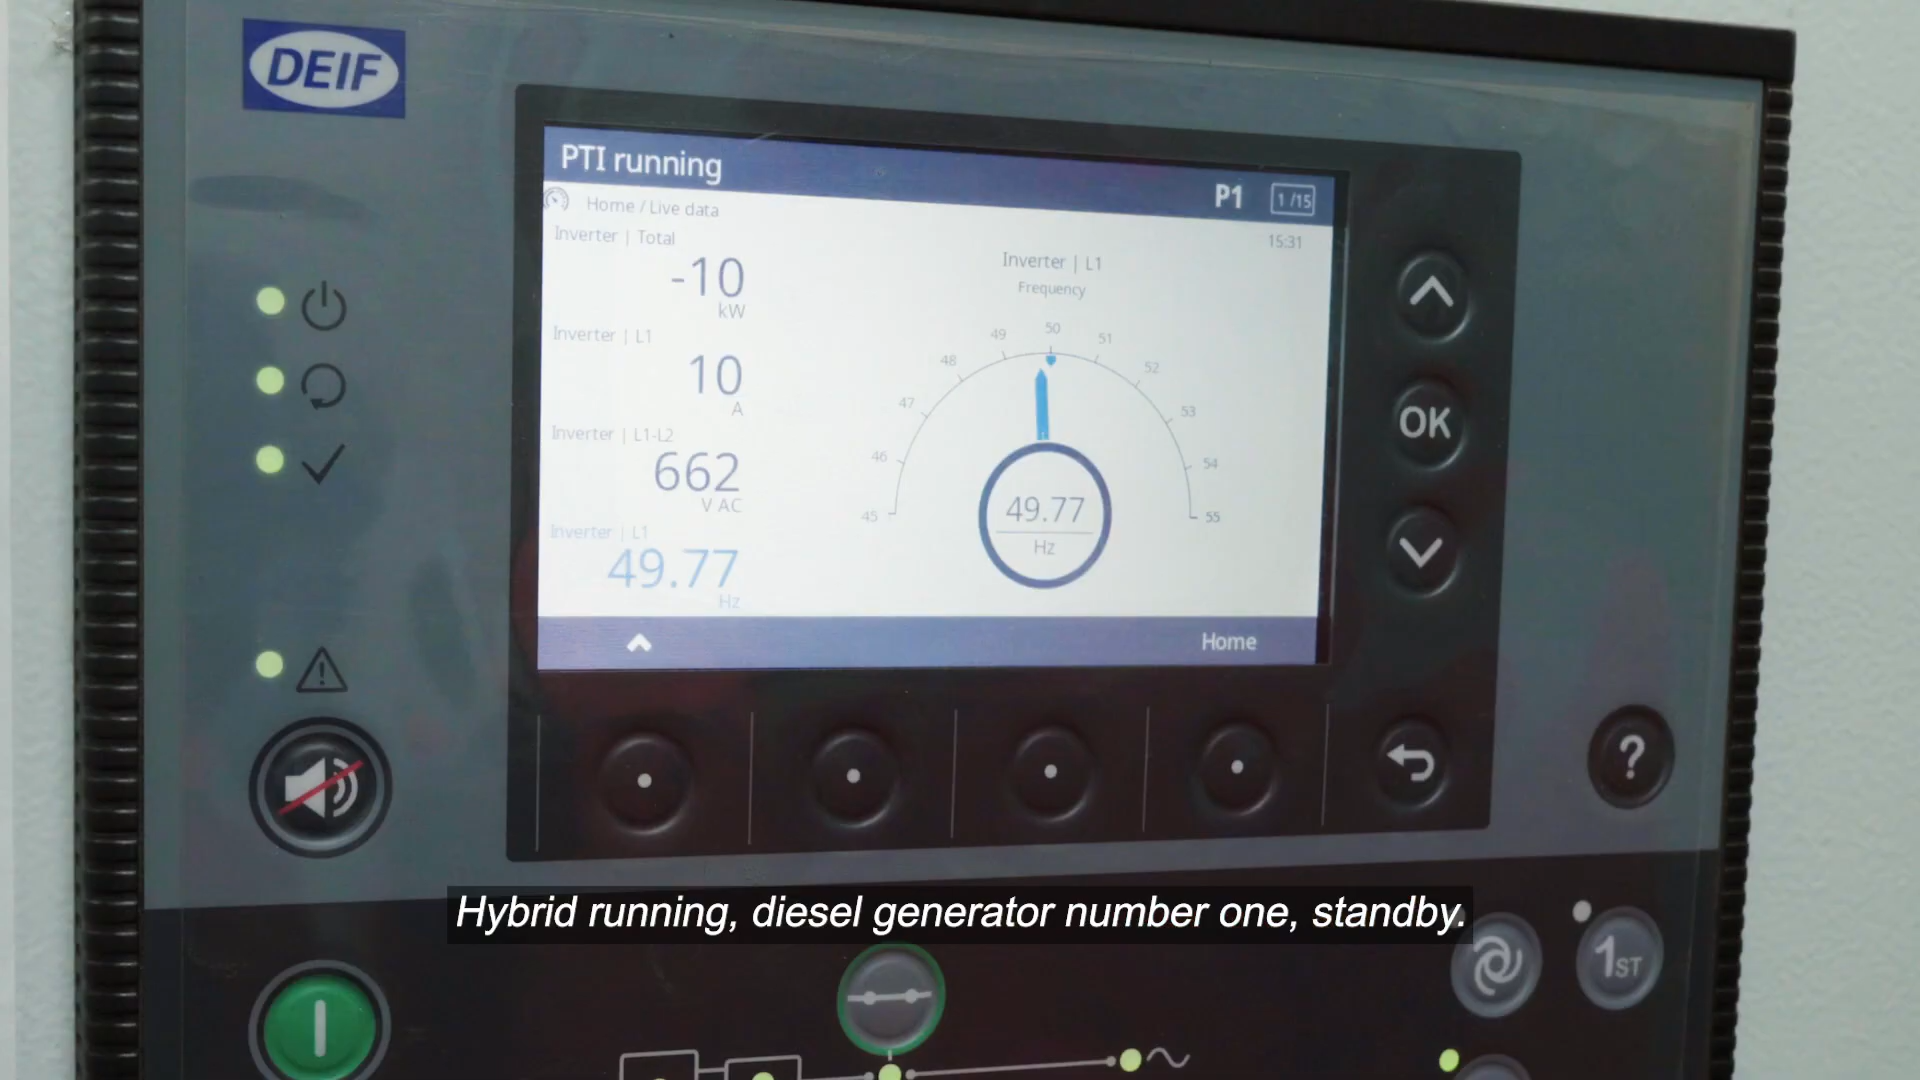 DEIF
PTI running
P1
1 /15
Home / Live data
15:31
Inverter | Total
-10
kW
Inverter | L1
10
A
Inverter | L1-L2
662
V AC
Inverter | L1
49.77
Hz
Inverter | L1
Frequency
45 46 47 48 49 50 51 52 53 54 55
49.77
Hz
Home
OK
?
Hybrid running, diesel generator number one, standby.
1ST